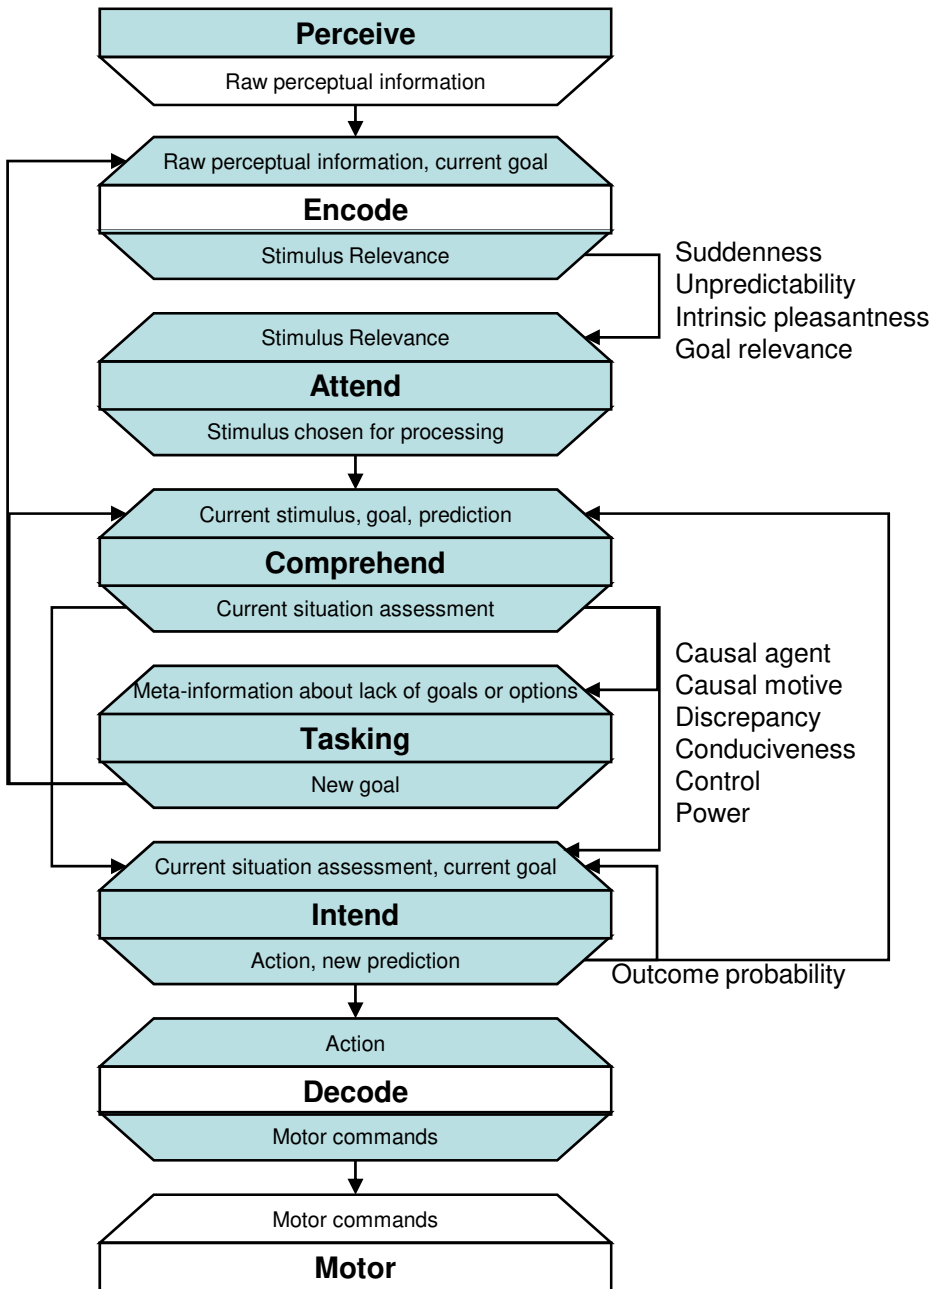 Perceive
Raw perceptual information
Raw perceptual information, current goal
Encode
Stimulus Relevance
Suddenness
Unpredictability
Intrinsic pleasantness
Goal relevance
Stimulus Relevance
Attend
Stimulus chosen for processing
Current stimulus, goal, prediction
Comprehend
Current situation assessment
Causal agent
Causal motive
Discrepancy
Conduciveness
Control
Power
Meta-information about lack of goals or options
Tasking
New goal
Current situation assessment, current goal
Intend
Action, new prediction
Outcome probability
Action
Decode
Motor commands
Motor commands
Motor